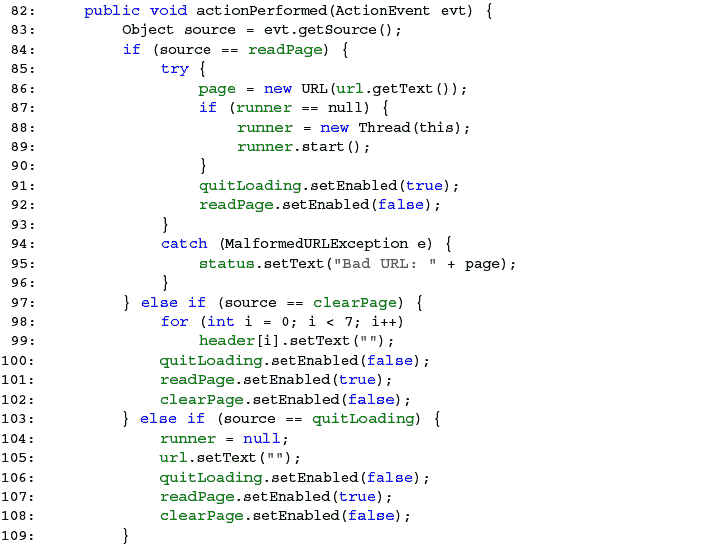 82:     public void actionPerformed(ActionEvent evt) {
83:         Object source = evt.getSource();
84:         if (source == readPage) {
85:             try {
86:                 page = new URL(url.getText());
87:                 if (runner == null) {
88:                     runner = new Thread(this);
89:                     runner.start();
90:                 }
91:                 quitLoading.setEnabled(true);
92:                 readPage.setEnabled(false);
93:             }
94:             catch (MalformedURLException e) {
95:                 status.setText("Bad URL: " + page);
96:             }
97:         } else if (source == clearPage) {
98:             for (int i = 0; i < 7; i++)
99:                 header[i].setText("");
100:             quitLoading.setEnabled(false);
101:             readPage.setEnabled(true);
102:             clearPage.setEnabled(false);
103:         } else if (source == quitLoading) {
104:             runner = null;
105:             url.setText("");
106:             quitLoading.setEnabled(false);
107:             readPage.setEnabled(true);
108:             clearPage.setEnabled(false);
109:         }